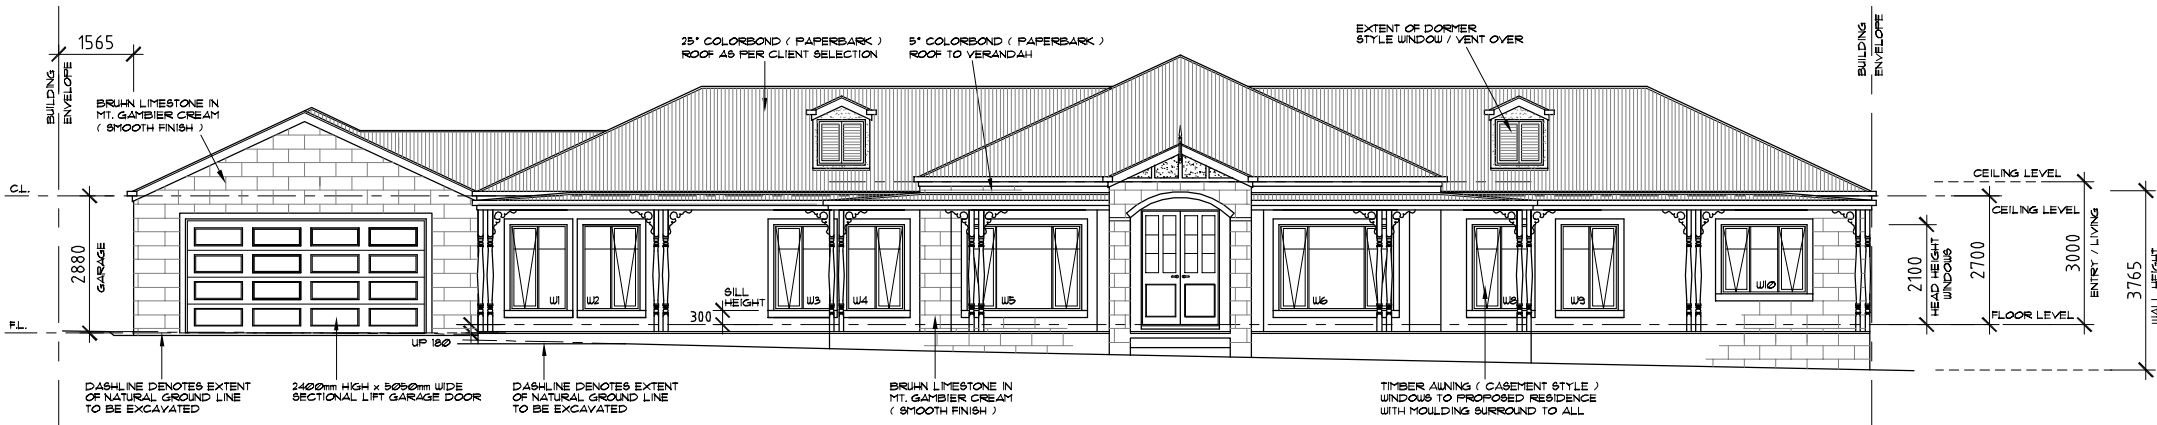 BUILDING
ENVELOPE
1565
BRUHN LIMESTONE IN
MT. GAMBIER CREAM
( SMOOTH FINISH )
25° COLORBOND ( PAPERBARK )
ROOF AS PER CLIENT SELECTION
5° COLORBOND ( PAPERBARK )
ROOF TO VERANDAH
EXTENT OF DORMER
STYLE WINDOW / VENT OVER
BUILDING
ENVELOPE
C.L.
2880
GARAGE
F.L.
CEILING LEVEL
CEILING LEVEL
FLOOR LEVEL
2100
HEAD HEIGHT
WINDOWS
2700
3000
ENTRY / LIVING
3765
WALL HEIGHT
W1
W2
SILL
HEIGHT
300
W3
W4
W5
W6
W8
W9
W10
UP 180
DASHLINE DENOTES EXTENT
OF NATURAL GROUND LINE
TO BE EXCAVATED
2400mm HIGH x 5050mm WIDE
SECTIONAL LIFT GARAGE DOOR
DASHLINE DENOTES EXTENT
OF NATURAL GROUND LINE
TO BE EXCAVATED
BRUHN LIMESTONE IN
MT. GAMBIER CREAM
( SMOOTH FINISH )
TIMBER AWNING ( CASEMENT STYLE )
WINDOWS TO PROPOSED RESIDENCE
WITH MOULDING SURROUND TO ALL